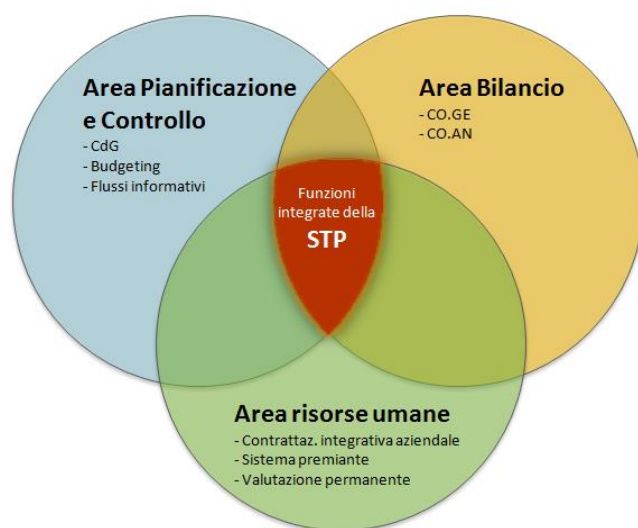 Area Pianificazione
e Controllo
- CdG
- Budgeting
- Flussi informativi
Area Bilancio
- CO.GE
- CO.AN
Funzioni
integrate della
STP
Area risorse umane
- Contrattaz. integrativa aziendale
- Sistema premiante
- Valutazione permanente